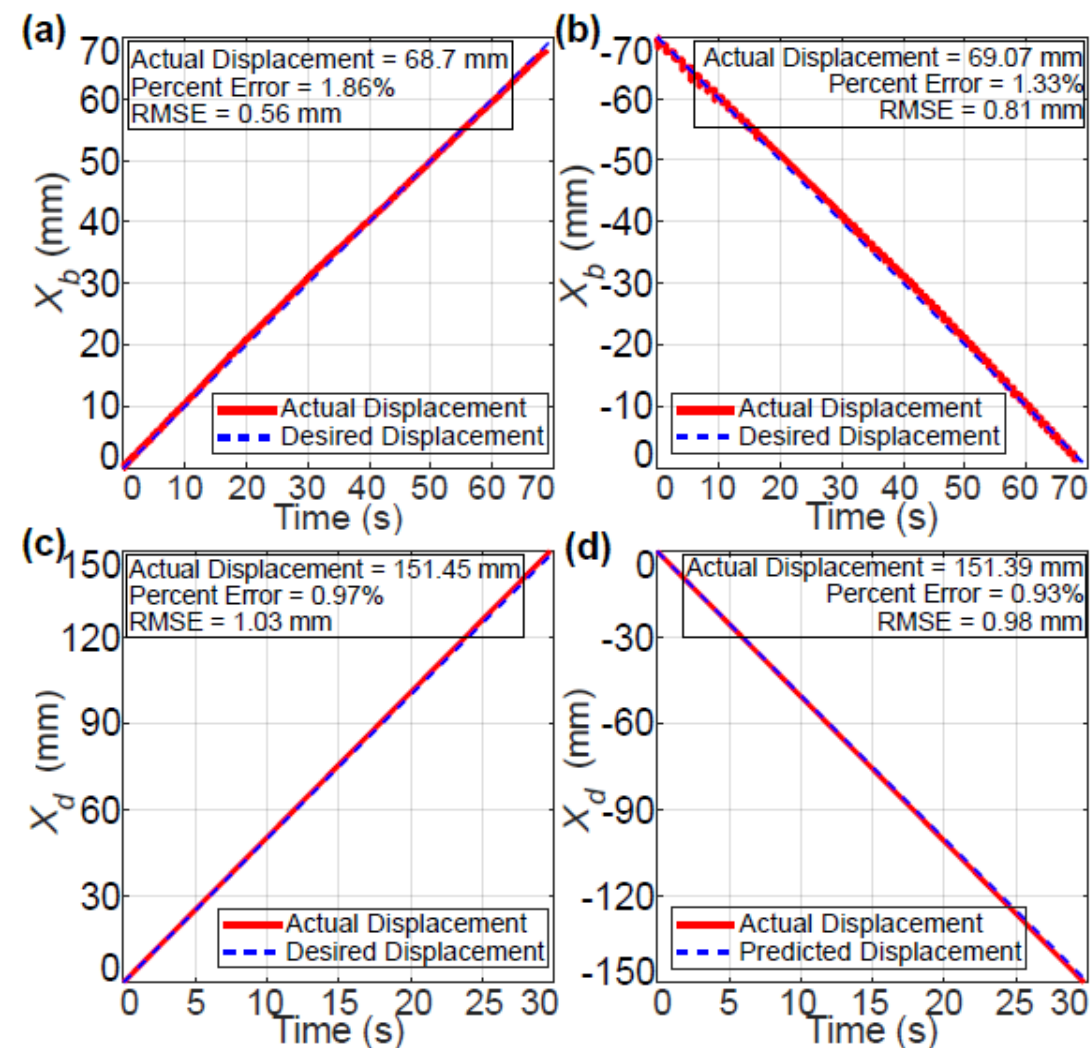 (a)
Actual Displacement = 68.7 mm
Percent Error = 1.86%
RMSE = 0.56 mm
70
60
50
40
30
20
10
0
X_b (mm)
Actual Displacement
Desired Displacement
0 10 20 30 40 50 60 70
Time (s)
(b)
Actual Displacement = 69.07 mm
Percent Error = 1.33%
RMSE = 0.81 mm
-70
-60
-50
-40
-30
-20
-10
0
X_b (mm)
Actual Displacement
Desired Displacement
0 10 20 30 40 50 60 70
Time (s)
(c)
Actual Displacement = 151.45 mm
Percent Error = 0.97%
RMSE = 1.03 mm
150
120
90
60
30
0
X_d (mm)
Actual Displacement
Desired Displacement
0 5 10 15 20 25 30
Time (s)
(d)
Actual Displacement = 151.39 mm
Percent Error = 0.93%
RMSE = 0.98 mm
0
-30
-60
-90
-120
-150
X_d (mm)
Actual Displacement
Predicted Displacement
0 5 10 15 20 25 30
Time (s)